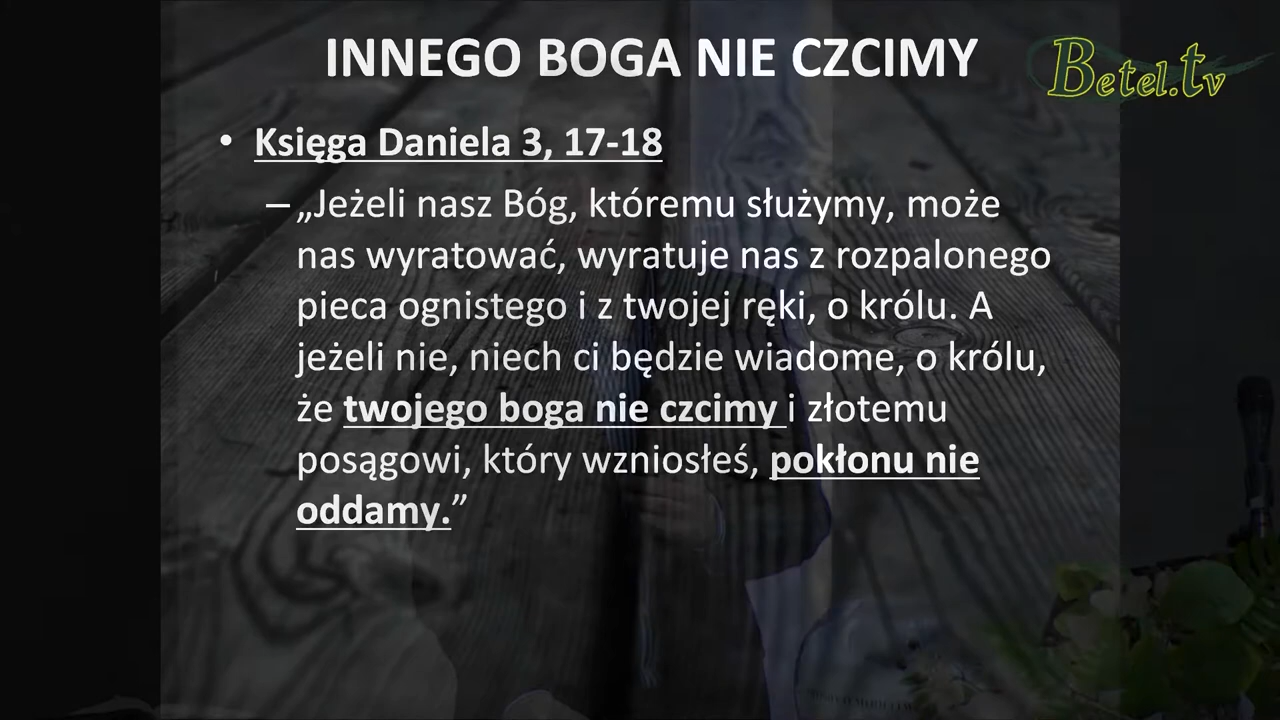 INNEGO BOGA NIE CZCIMY
Betel.tv
• Księga Daniela 3, 17-18
– „Jeżeli nasz Bóg, któremu służymy, może
nas wyratować, wyratuje nas z rozpalonego
pieca ognistego i z twojej ręki, o królu. A
jeżeli nie, niech ci będzie wiadome, o królu,
że twojego boga nie czcimy i złotemu
posągowi, który wzniosłeś, pokłonu nie
oddamy.”